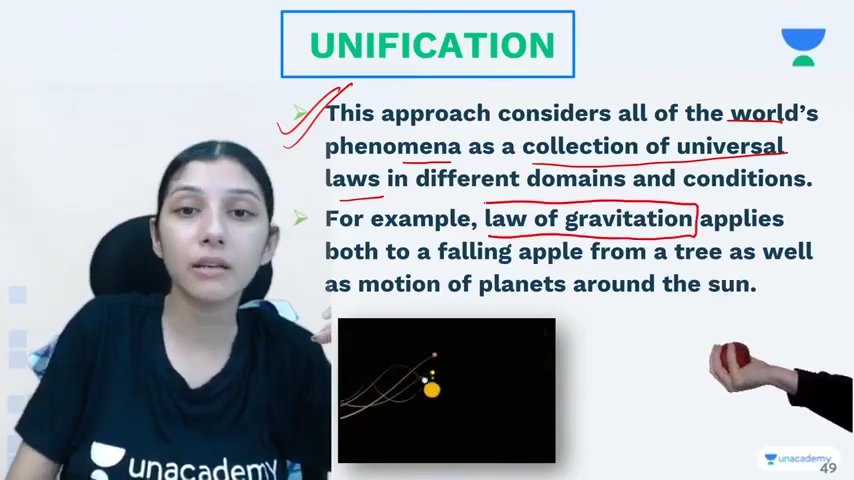 UNIFICATION
This approach considers all of the world's
phenomena as a collection of universal
laws in different domains and conditions.
For example, law of gravitation applies
both to a falling apple from a tree as well
as motion of planets around the sun.
unacademy
unacademy
49